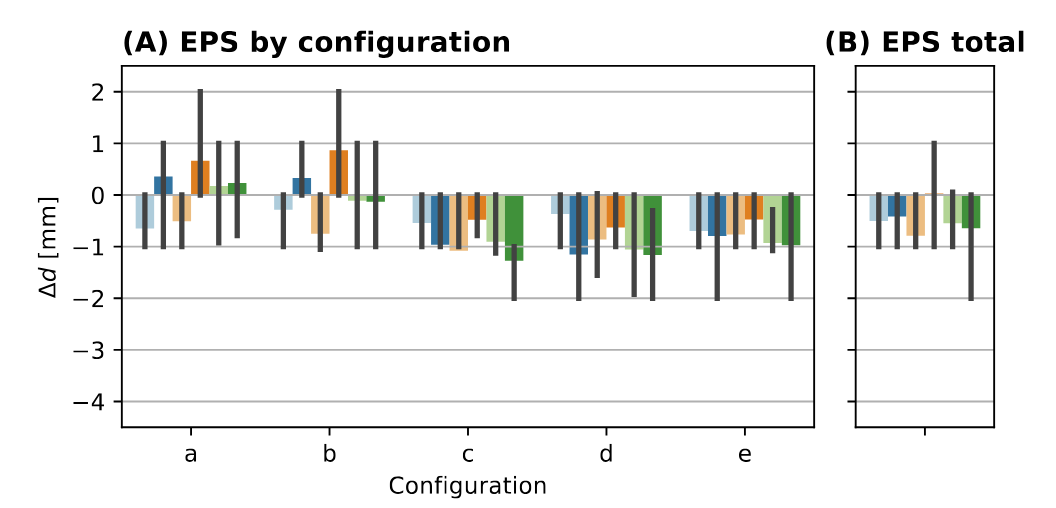 (A) EPS by configuration
(B) EPS total
2
1
0
−1
−2
−3
−4
Δd [mm]
a b c d e
Configuration